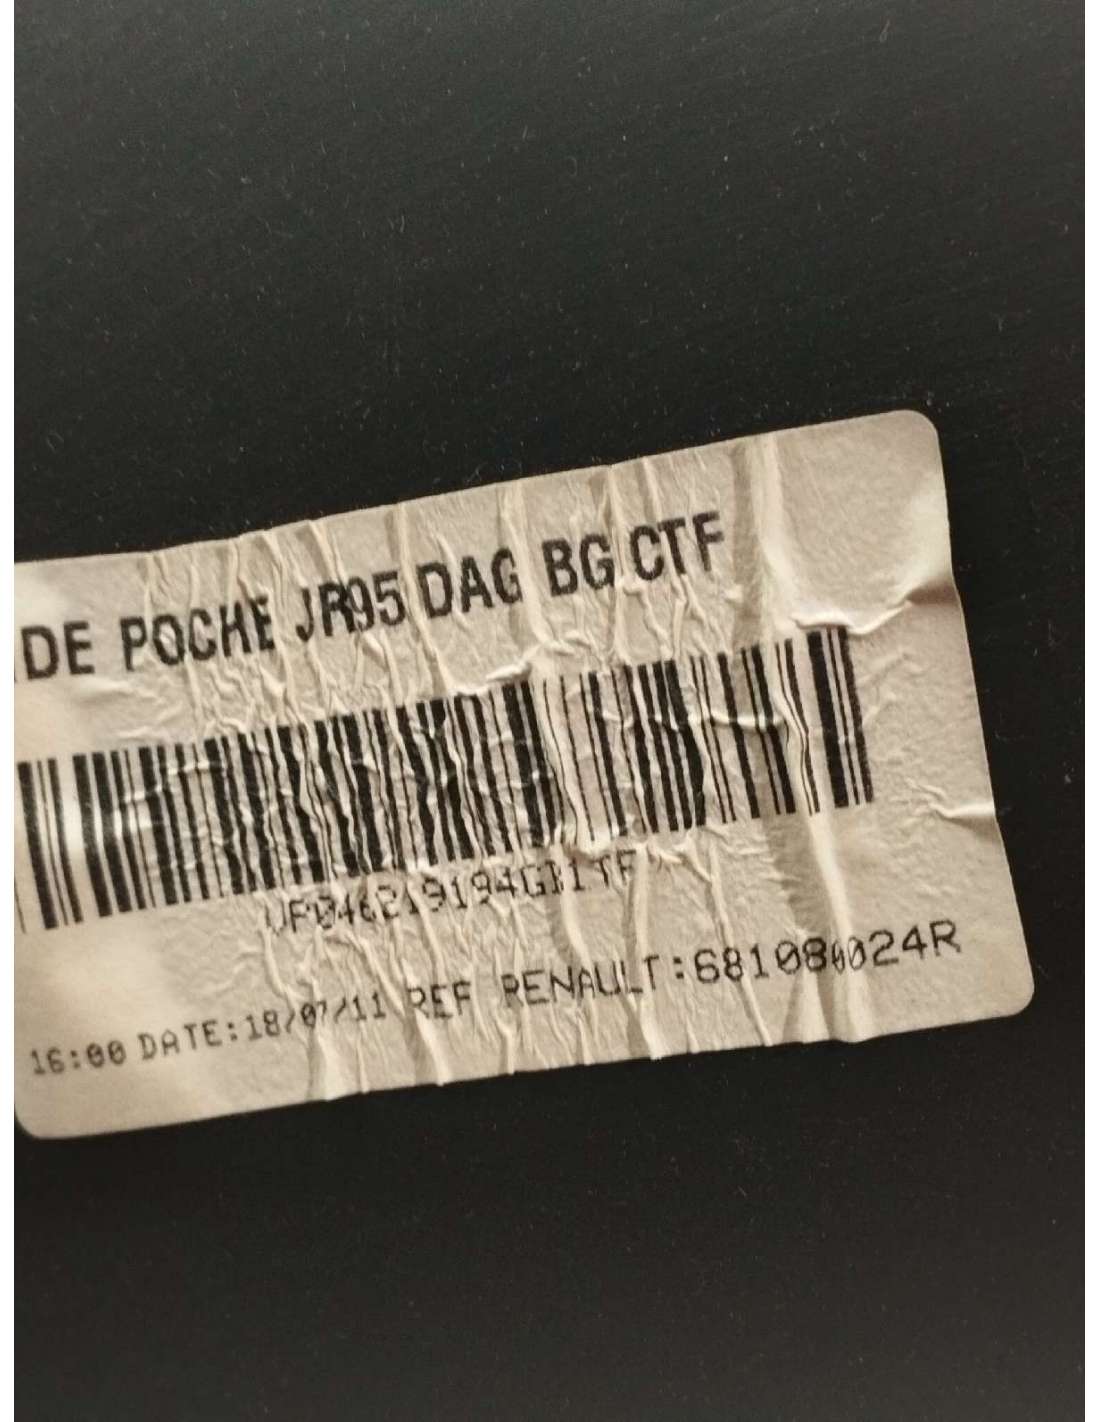 DE POCHE JR95 DAG BG CTF
16:00 DATE:18/07/11 REF RENAULT:681080024R